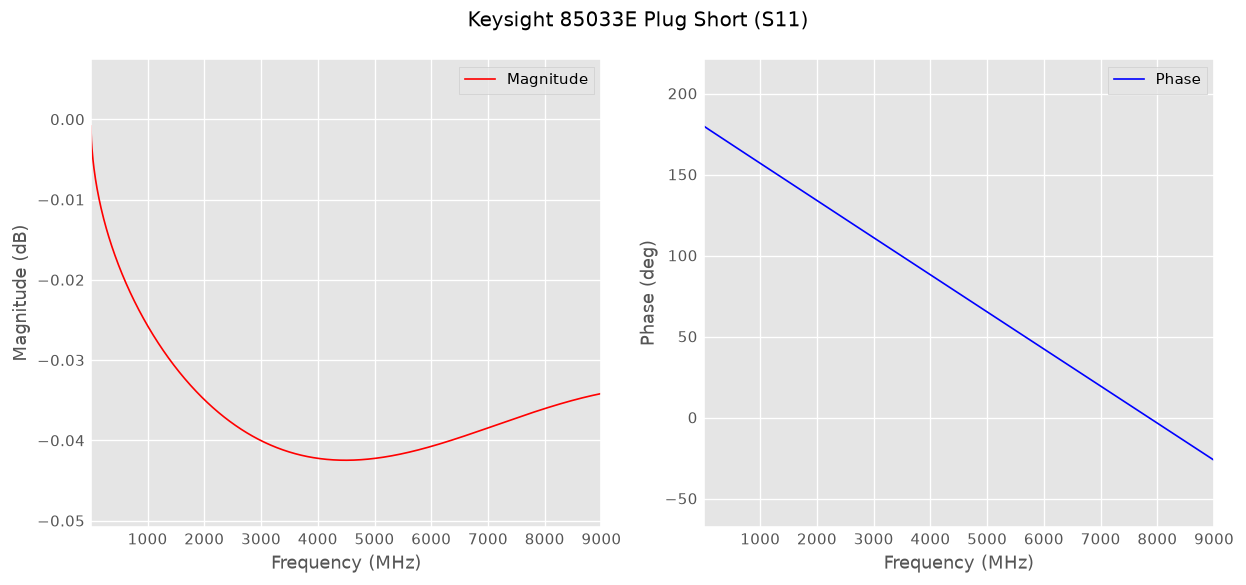 Keysight 85033E Plug Short (S11)
Magnitude
0.00
−0.01
−0.02
−0.03
−0.04
−0.05
Magnitude (dB)
1000 2000 3000 4000 5000 6000 7000 8000 9000
Frequency (MHz)
Phase
200
150
100
50
0
−50
Phase (deg)
1000 2000 3000 4000 5000 6000 7000 8000 9000
Frequency (MHz)